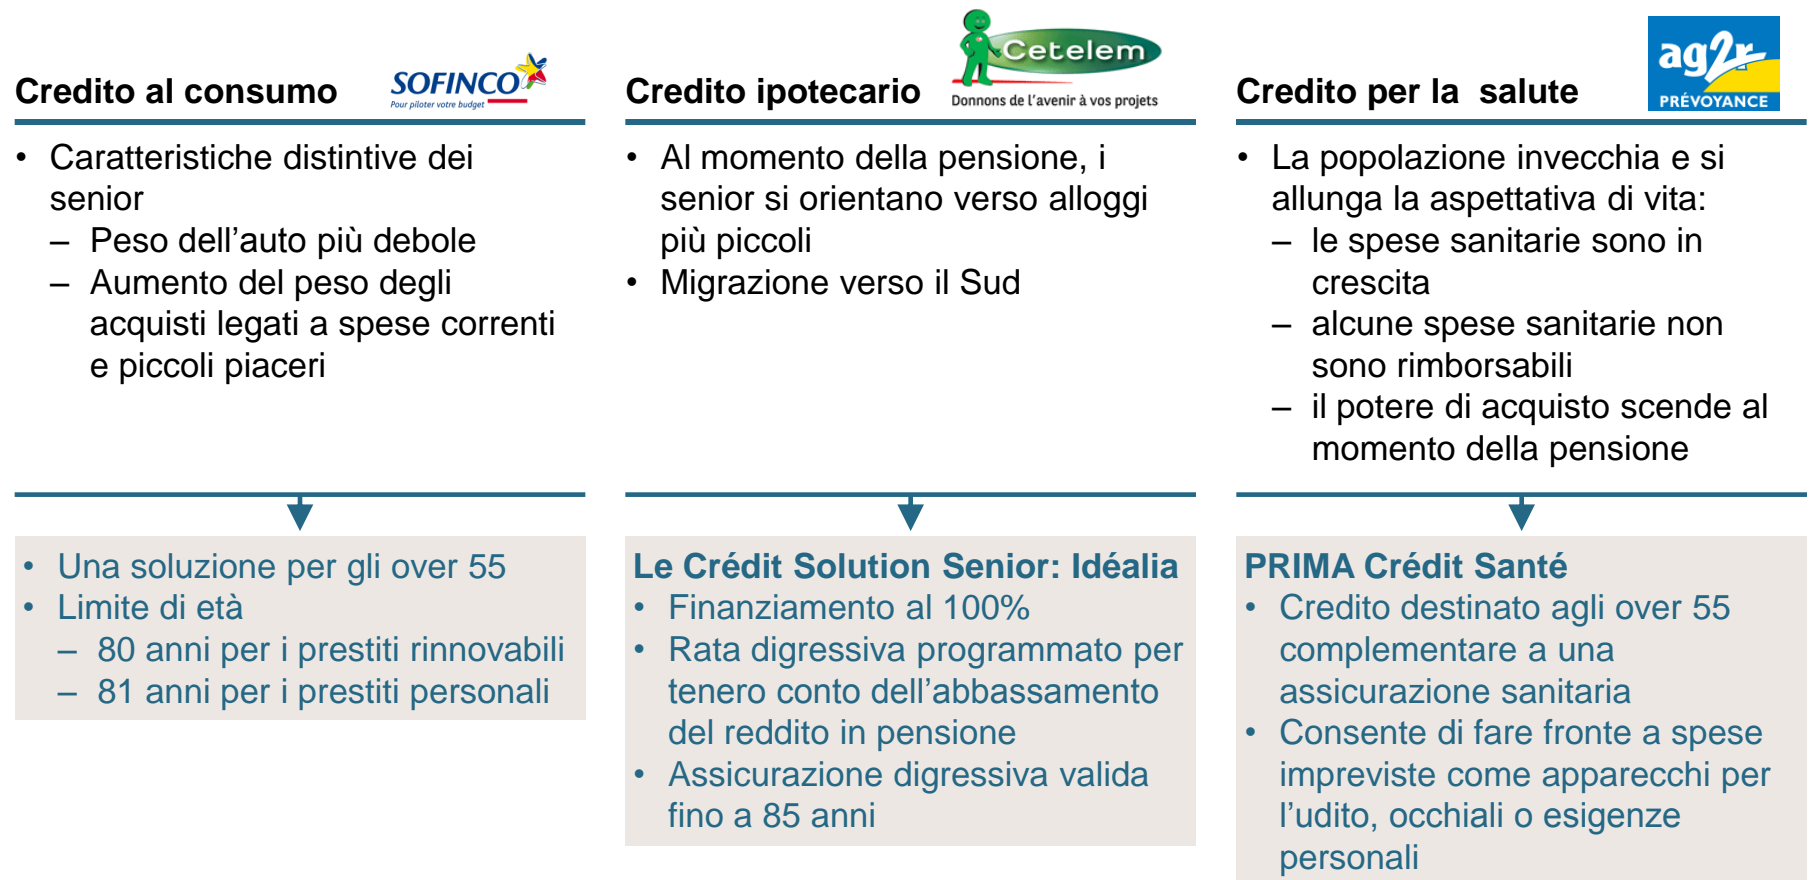 Credito al consumo
SOFINCO
Pour piloter votre budget
• Caratteristiche distintive dei
senior
– Peso dell’auto più debole
– Aumento del peso degli
acquisti legati a spese correnti
e piccoli piaceri
• Una soluzione per gli over 55
• Limite di età
– 80 anni per i prestiti rinnovabili
– 81 anni per i prestiti personali
Credito ipotecario
Cetelem
Donnons de l'avenir à vos projets
• Al momento della pensione, i
senior si orientano verso alloggi
più piccoli
• Migrazione verso il Sud
Le Crédit Solution Senior: Idéalia
• Finanziamento al 100%
• Rata digressiva programmato per
tenero conto dell’abbassamento
del reddito in pensione
• Assicurazione digressiva valida
fino a 85 anni
Credito per la  salute
ag2r
PRÉVOYANCE
• La popolazione invecchia e si
allunga la aspettativa di vita:
– le spese sanitarie sono in
crescita
– alcune spese sanitarie non
sono rimborsabili
– il potere di acquisto scende al
momento della pensione
PRIMA Crédit Santé
• Credito destinato agli over 55
complementare a una
assicurazione sanitaria
• Consente di fare fronte a spese
impreviste come apparecchi per
l’udito, occhiali o esigenze
personali